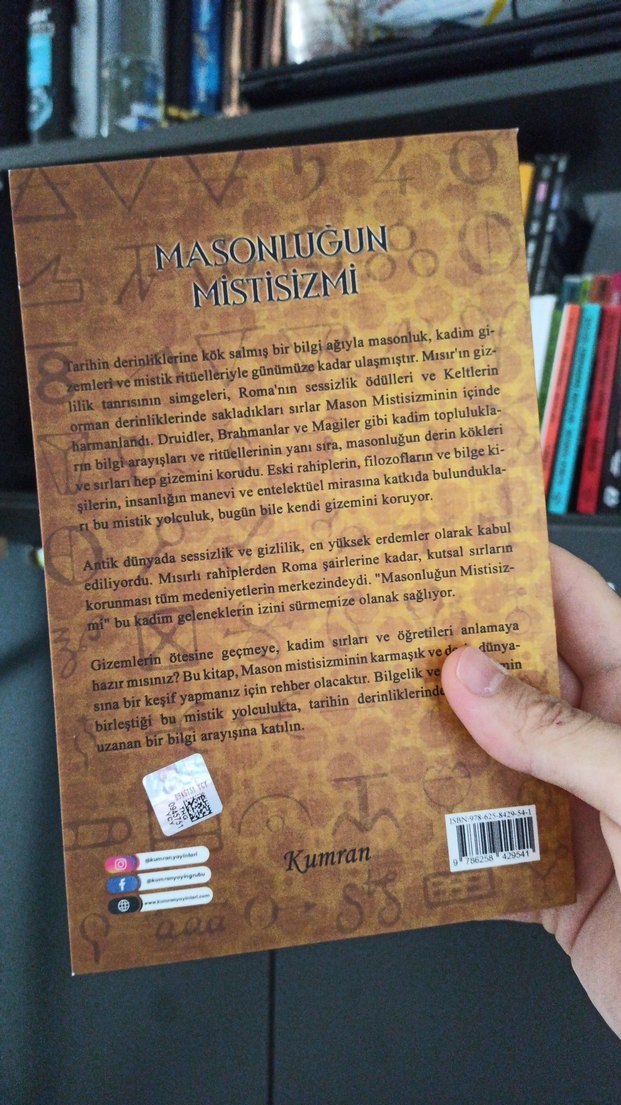 MASONLUĞUN
MİSTİSİZMİ
Tarihin derinliklerine kök salmış bir bilgi ağıyla masonluk, kadim gi-
zemleri ve mistik ritüelleriyle günümüze kadar ulaşmıştır. Mısır'ın giz-
lilik tanrısının simgeleri, Roma'nın sessizlik ödülleri ve Keltlerin
orman derinliklerinde sakladıkları sırlar Mason Mistisizminin içinde
harmanlandı. Druidler, Brahmanlar ve Magiler gibi kadim toplulukla-
rın bilgi arayışları ve ritüellerinin yanı sıra, masonluğun derin kökleri
ve sırları hep gizemini korudu. Eski rahiplerin, filozofların ve bilge ki-
şilerin, insanlığın manevi ve entelektüel mirasına katkıda bulundukla-
rı bu mistik yolculuk, bugün bile kendi gizemini koruyor.
Antik dünyada sessizlik ve gizlilik, en yüksek erdemler olarak kabul
ediliyordu. Mısırlı rahiplerden Roma şairlerine kadar, kutsal sırların
korunması tüm medeniyetlerin merkezindeydi. "Masonluğun Mistisiz-
mi" bu kadim geleneklerin izini sürmemize olanak sağlıyor.
Gizemlerin ötesine geçmeye, kadim sırları ve öğretileri anlamaya
hazır mısınız? Bu kitap, Mason mistisizminin karmaşık ve dünya-
sına bir keşif yapmanız için rehber olacaktır. Bilgelik ve
birleştiği bu mistik yolculukta, tarihin derinliklerinde
uzanan bir bilgi arayışına katılın.
@kumranyayinlari
@kumranyayingrubu
www.kumranyayinlari.com
Kumran
ISBN:978-625-8429-54-1
9 786258 429541